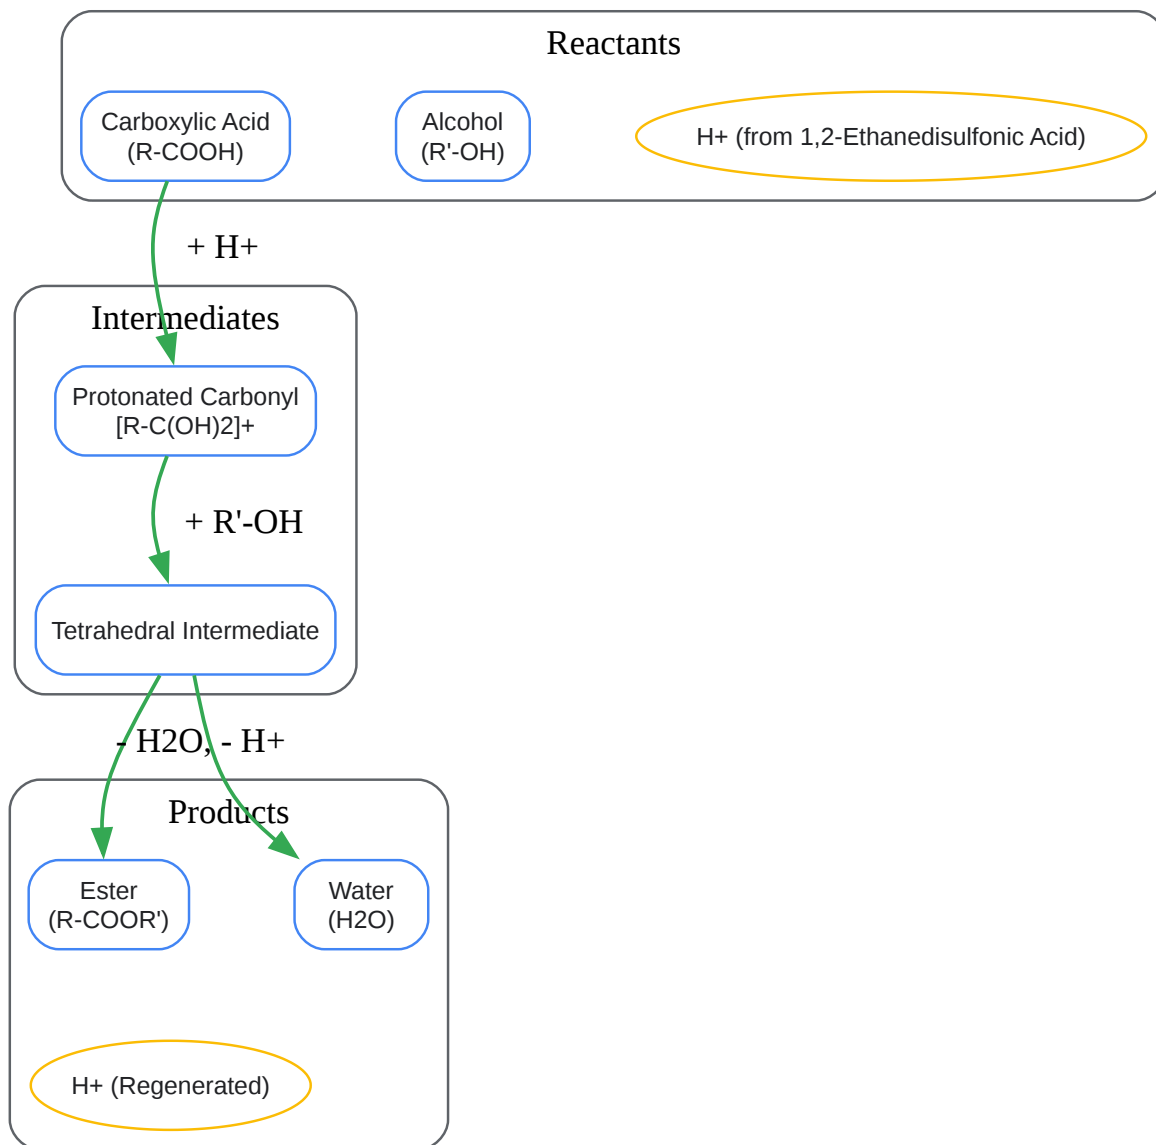 Reactants
Carboxylic Acid
(R-COOH)
Alcohol
(R'-OH)
H+ (from 1,2-Ethanedisulfonic Acid)
+ H+
Intermediates
Protonated Carbonyl
[R-C(OH)2]+
+ R'-OH
Tetrahedral Intermediate
- H2O, - H+
Products
Ester
(R-COOR')
Water
(H2O)
H+ (Regenerated)